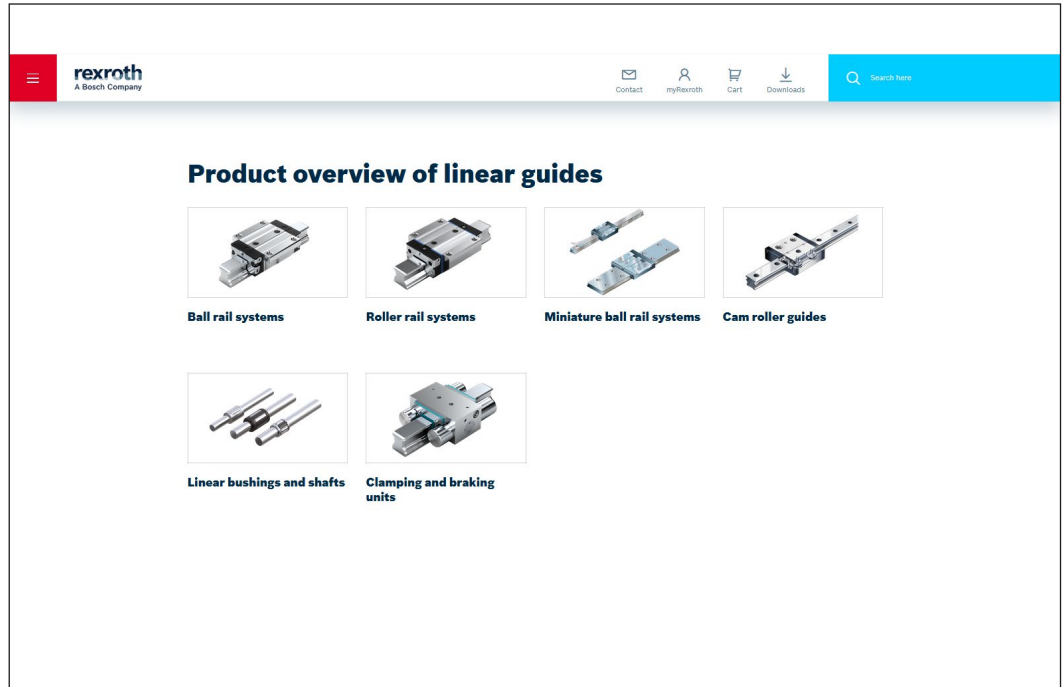 rexroth
A Bosch Company
Contact
myRexroth
Cart
Downloads
Search here
Product overview of linear guides
Ball rail systems
Roller rail systems
Miniature ball rail systems
Cam roller guides
Linear bushings and shafts
Clamping and braking
units